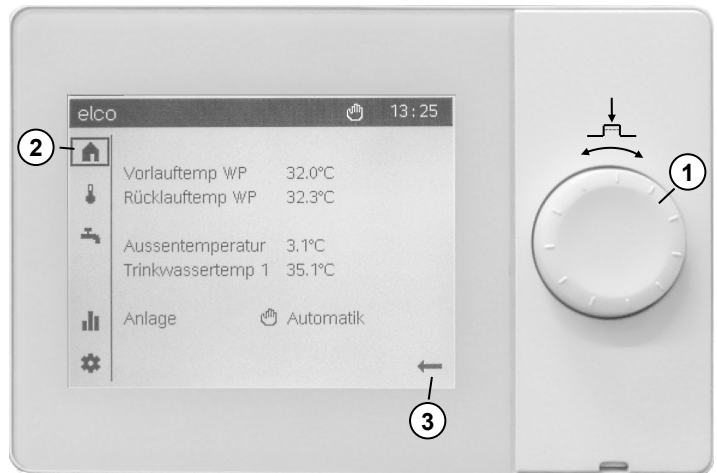 elco 13:25
Vorlauftemp WP 32.0°C
Rücklauftemp WP 32.3°C
Aussentemperatur 3.1°C
Trinkwassertemp 1 35.1°C
Anlage Automatik
1
2
3